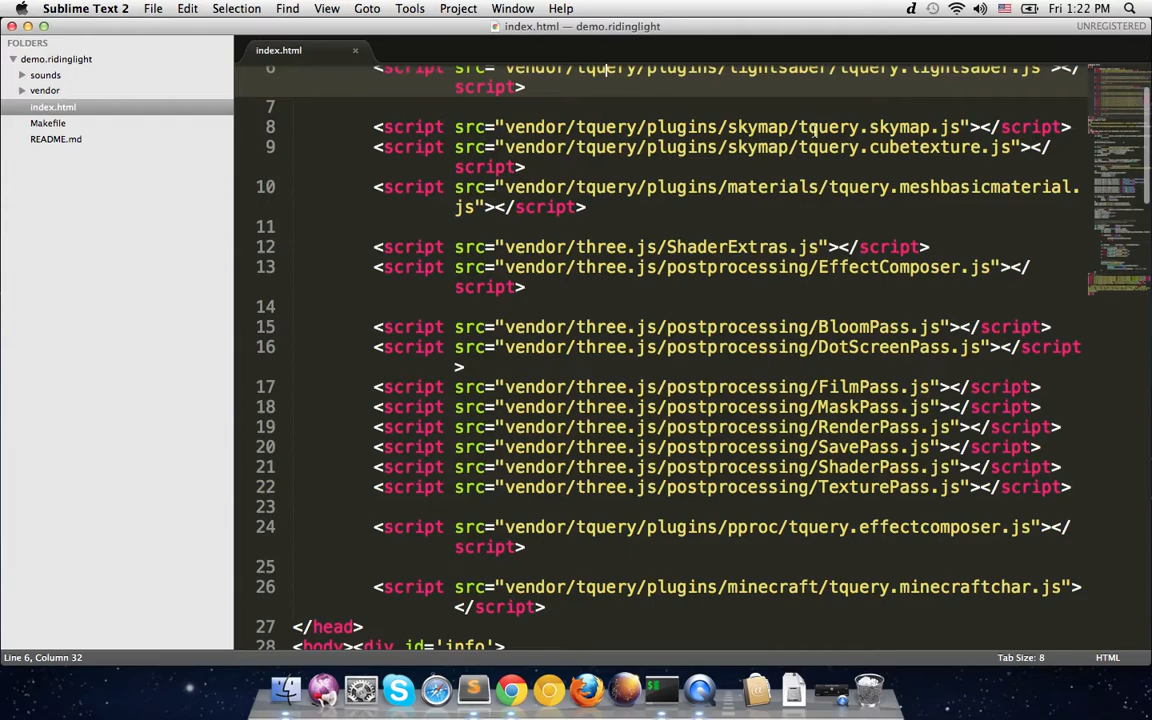 Sublime Text 2 File Edit Selection Find View Goto Tools Project Window Help Fri 1:22 PM
index.html — demo.ridinglight UNREGISTERED
FOLDERS
demo.ridinglight
sounds
vendor
index.html
Makefile
README.md
index.html ×
6 <script src="vendor/tquery/plugins/lightsaber/tquery.lightsaber.js"></
script>
7
8 <script src="vendor/tquery/plugins/skymap/tquery.skymap.js"></script>
9 <script src="vendor/tquery/plugins/skymap/tquery.cubetexture.js"></
script>
10 <script src="vendor/tquery/plugins/materials/tquery.meshbasicmaterial.
js"></script>
11
12 <script src="vendor/three.js/ShaderExtras.js"></script>
13 <script src="vendor/three.js/postprocessing/EffectComposer.js"></
script>
14
15 <script src="vendor/three.js/postprocessing/BloomPass.js"></script>
16 <script src="vendor/three.js/postprocessing/DotScreenPass.js"></script
>
17 <script src="vendor/three.js/postprocessing/FilmPass.js"></script>
18 <script src="vendor/three.js/postprocessing/MaskPass.js"></script>
19 <script src="vendor/three.js/postprocessing/RenderPass.js"></script>
20 <script src="vendor/three.js/postprocessing/SavePass.js"></script>
21 <script src="vendor/three.js/postprocessing/ShaderPass.js"></script>
22 <script src="vendor/three.js/postprocessing/TexturePass.js"></script>
23
24 <script src="vendor/tquery/plugins/pproc/tquery.effectcomposer.js"></
script>
25
26 <script src="vendor/tquery/plugins/minecraft/tquery.minecraftchar.js">
</script>
27 </head>
28 <body><div id='info'>
Line 6, Column 32 Tab Size: 8 HTML